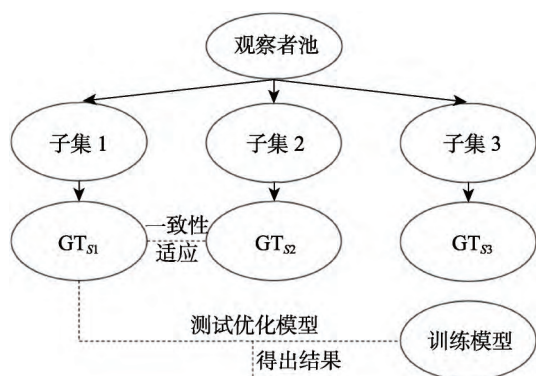 观察者池
子集 1
子集 2
子集 3
GTS1
一致性
适应
GTS2
GTS3
测试优化模型
得出结果
训练模型